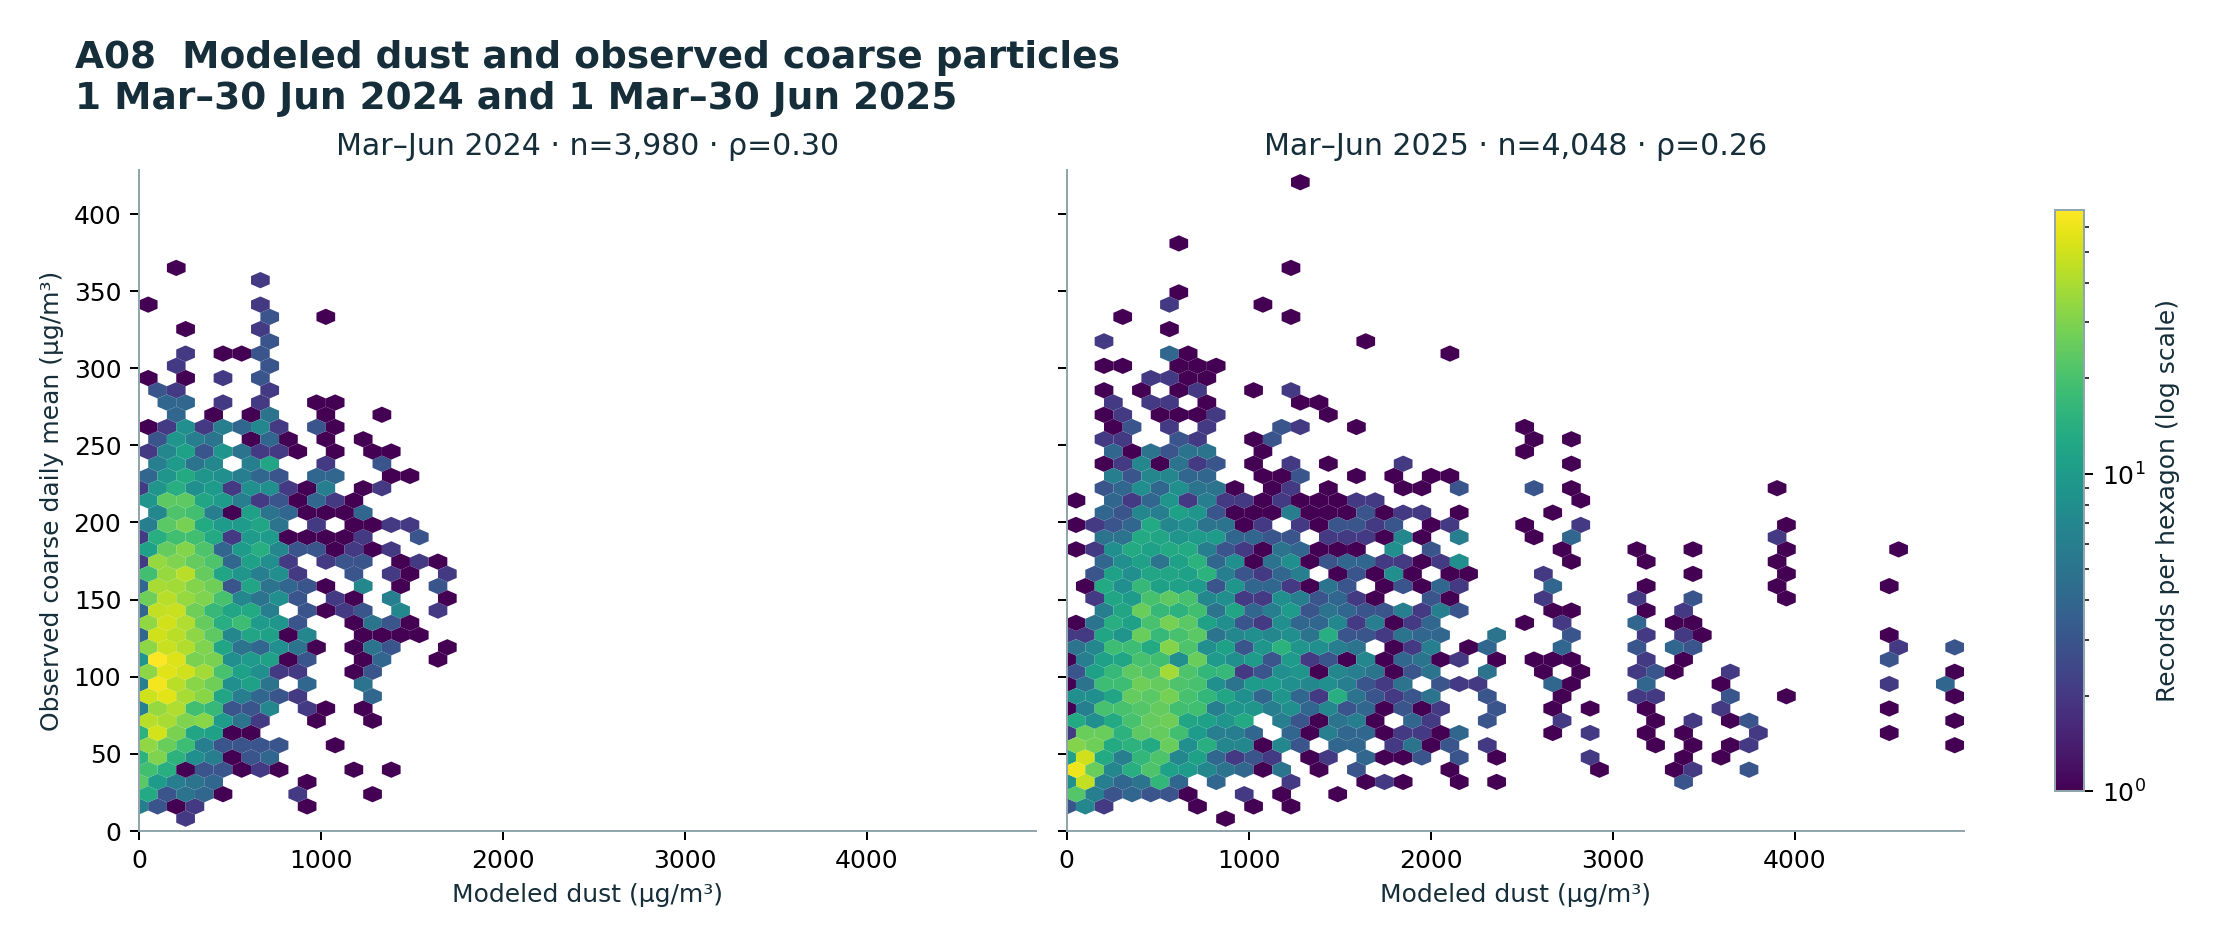 A08  Modeled dust and observed coarse particles
1 Mar–30 Jun 2024 and 1 Mar–30 Jun 2025
Mar–Jun 2024 · n=3,980 · ρ=0.30
Mar–Jun 2025 · n=4,048 · ρ=0.26
Observed coarse daily mean (µg/m³)
400
350
300
250
200
150
100
50
0
0 1000 2000 3000 4000
Modeled dust (µg/m³)
0 1000 2000 3000 4000
Modeled dust (µg/m³)
10¹
10⁰
Records per hexagon (log scale)